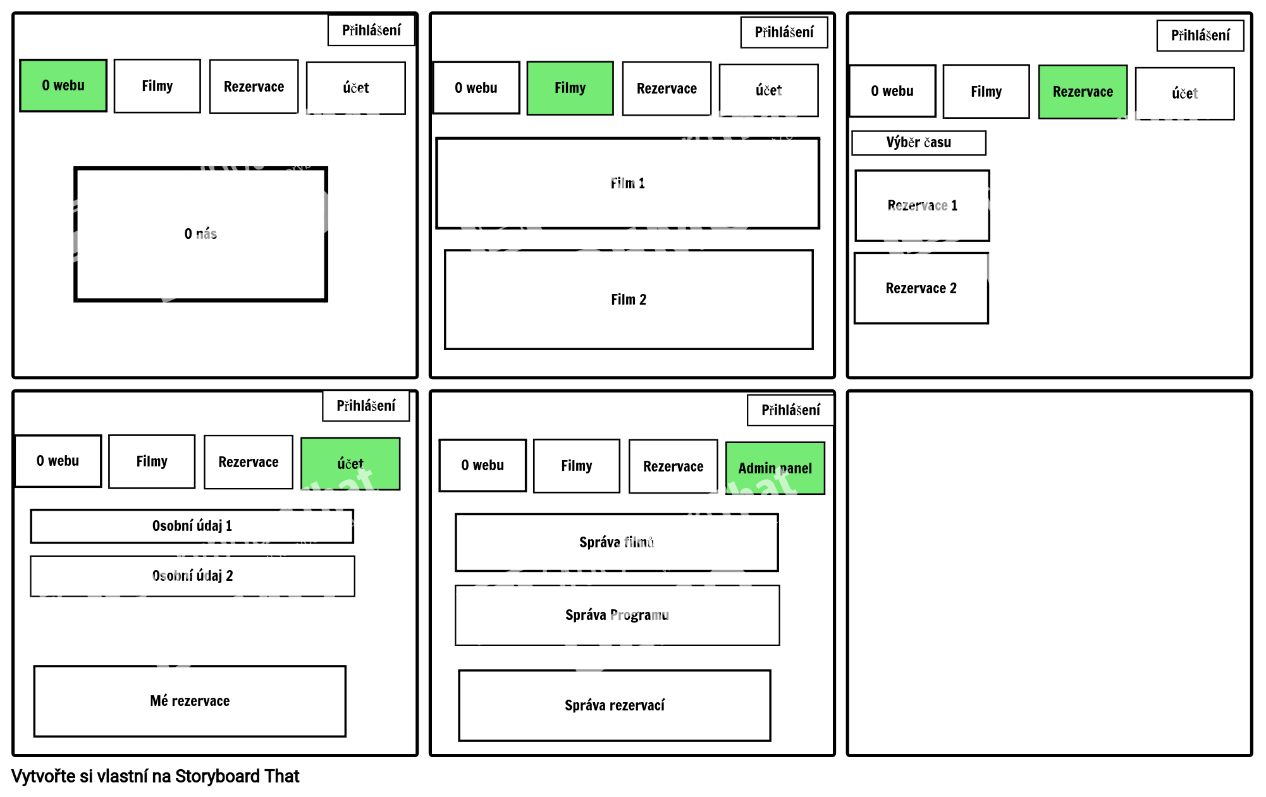 Přihlášení
O webu
Filmy
Rezervace
účet
O nás
Přihlášení
O webu
Filmy
Rezervace
účet
Film 1
Film 2
Přihlášení
O webu
Filmy
Rezervace
účet
Výběr času
Rezervace 1
Rezervace 2
Přihlášení
O webu
Filmy
Rezervace
účet
Osobní údaj 1
Osobní údaj 2
Mé rezervace
Přihlášení
O webu
Filmy
Rezervace
Admin panel
Správa filmů
Správa Programu
Správa rezervací
Vytvořte si vlastní na Storyboard That